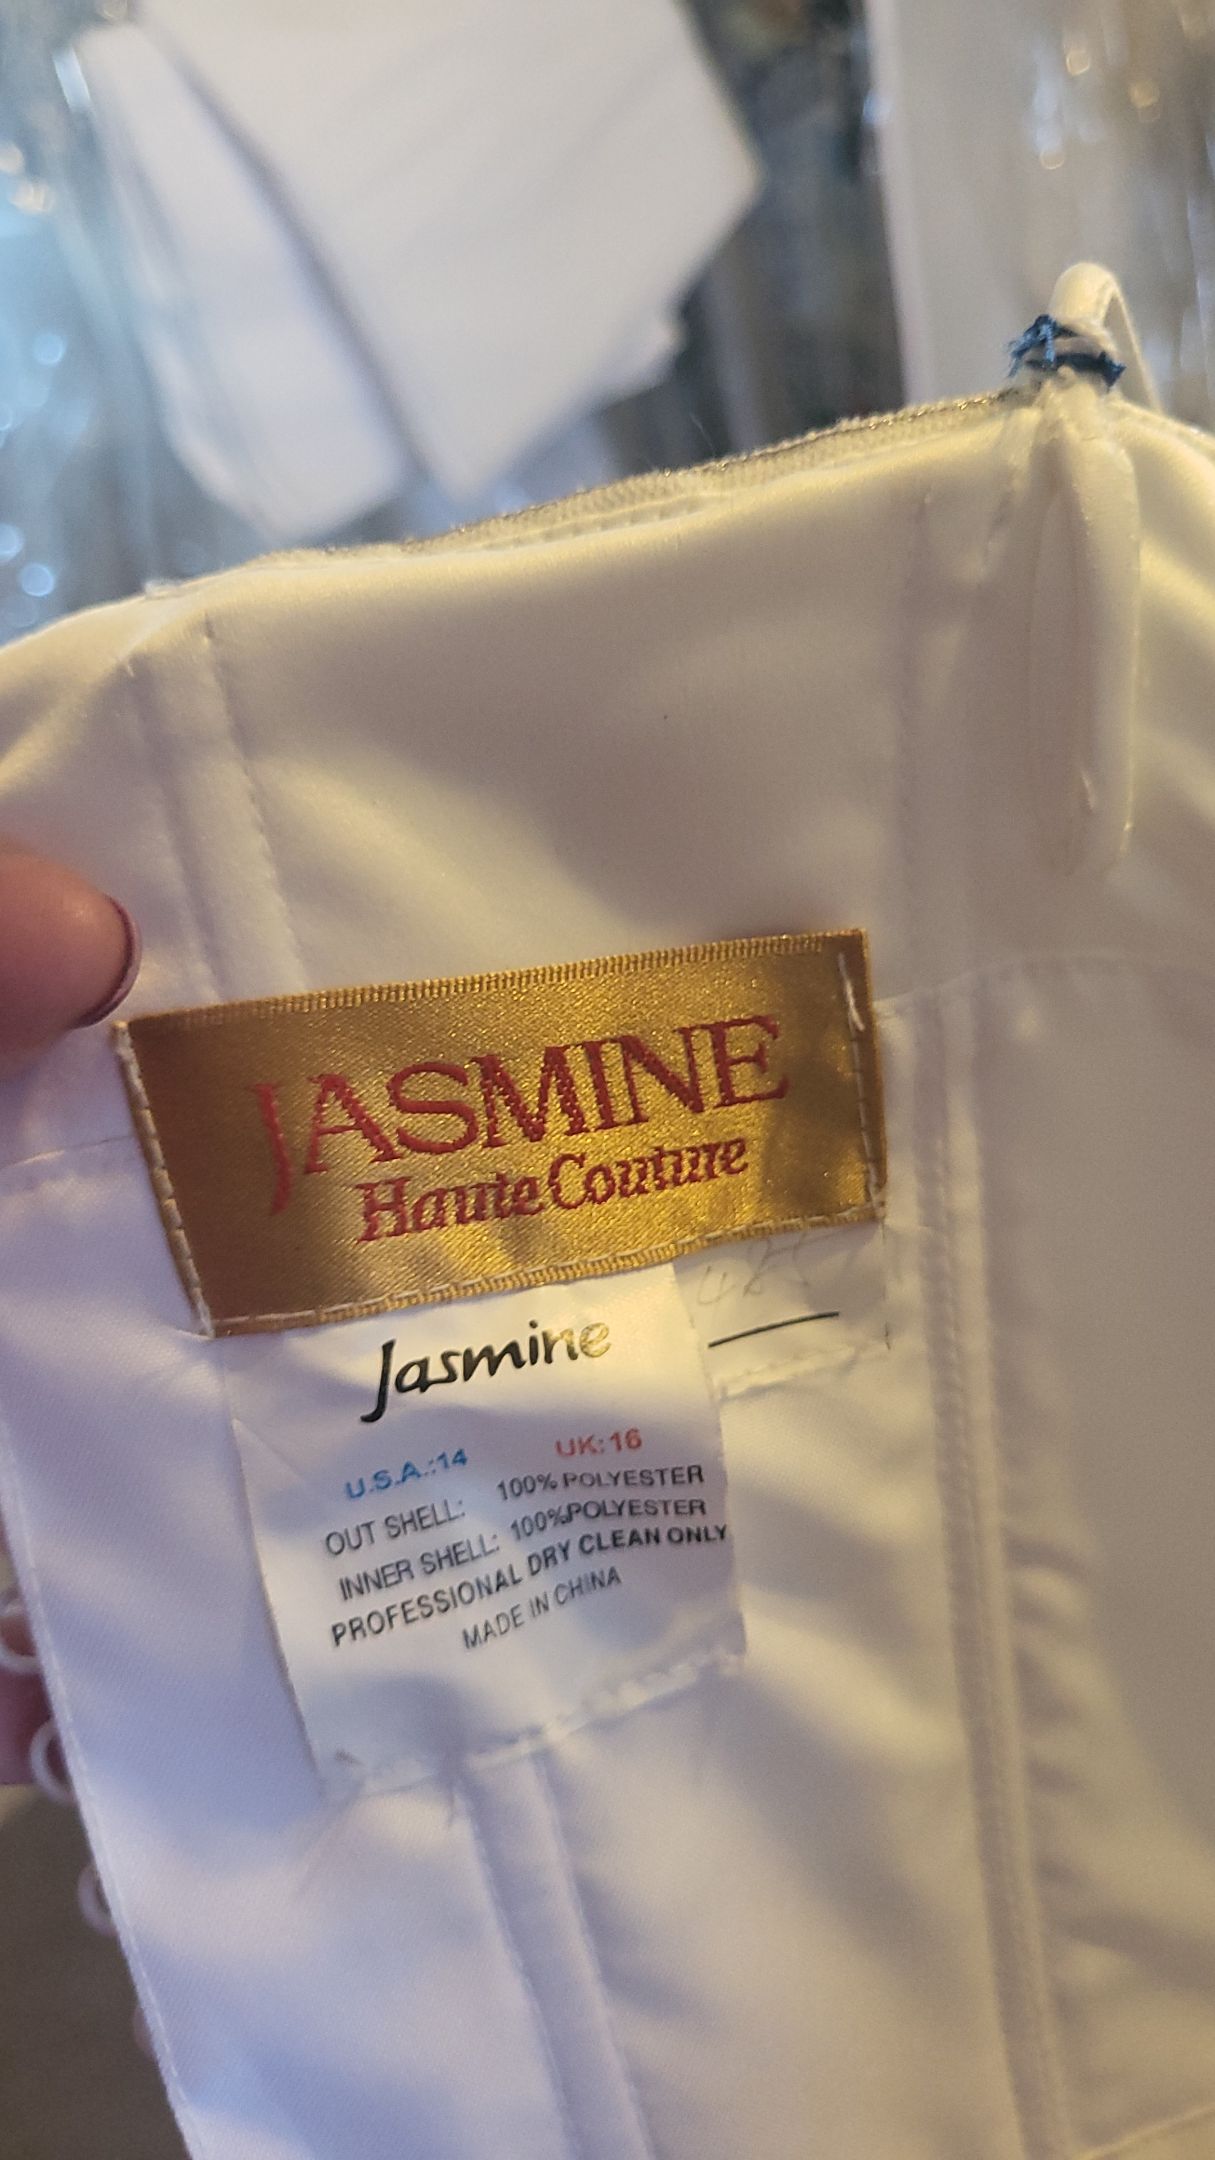 JASMINE
Haute Couture
Jasmine
U.S.A.:14 UK:16
OUT SHELL: 100% POLYESTER
INNER SHELL: 100%POLYESTER
PROFESSIONAL DRY CLEAN ONLY
MADE IN CHINA